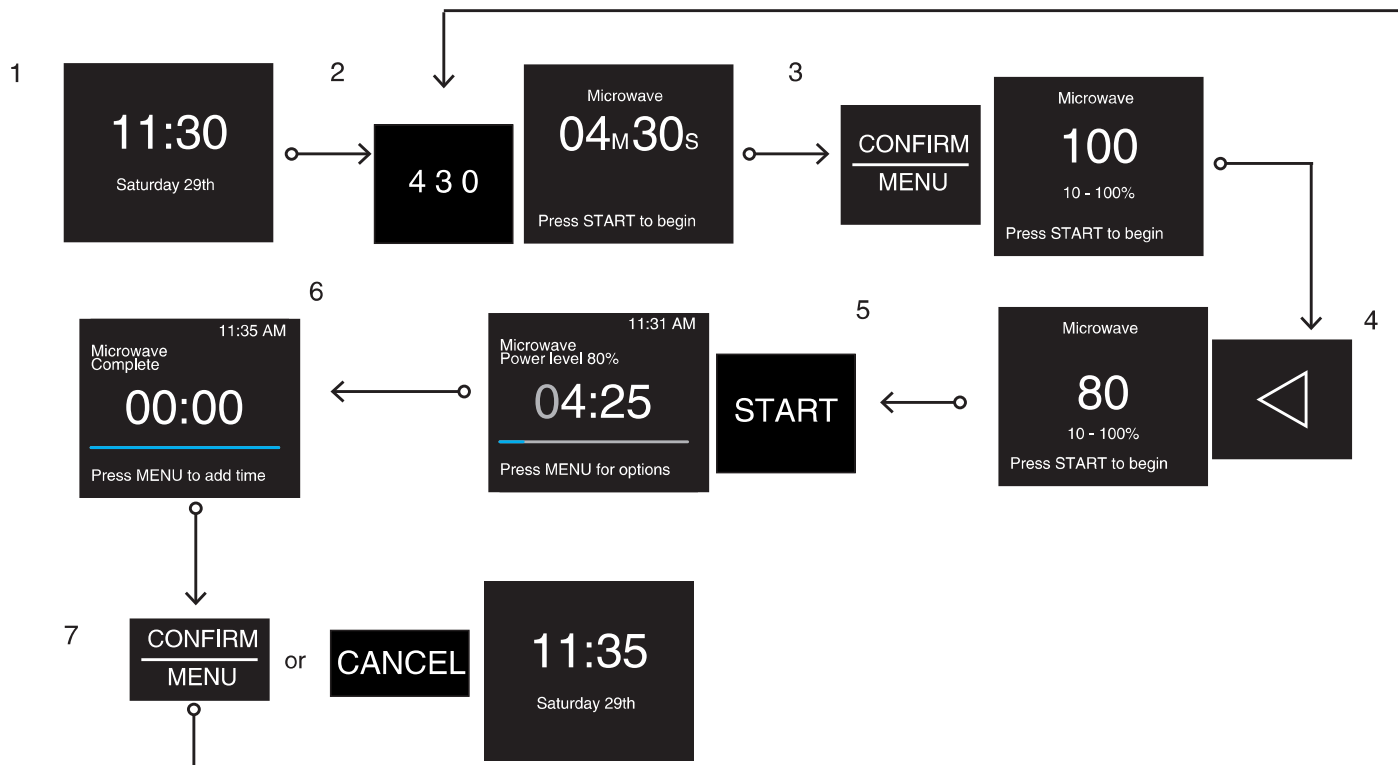 1
11:30
Saturday 29th
2
4 3 0
Microwave
04M30S
Press START to begin
3
CONFIRM
MENU
Microwave
100
10 - 100%
Press START to begin
4
Microwave
80
10 - 100%
Press START to begin
5
START
11:31 AM
Microwave
Power level 80%
04:25
Press MENU for options
6
11:35 AM
Microwave
Complete
00:00
Press MENU to add time
7
CONFIRM
MENU
or
CANCEL
11:35
Saturday 29th